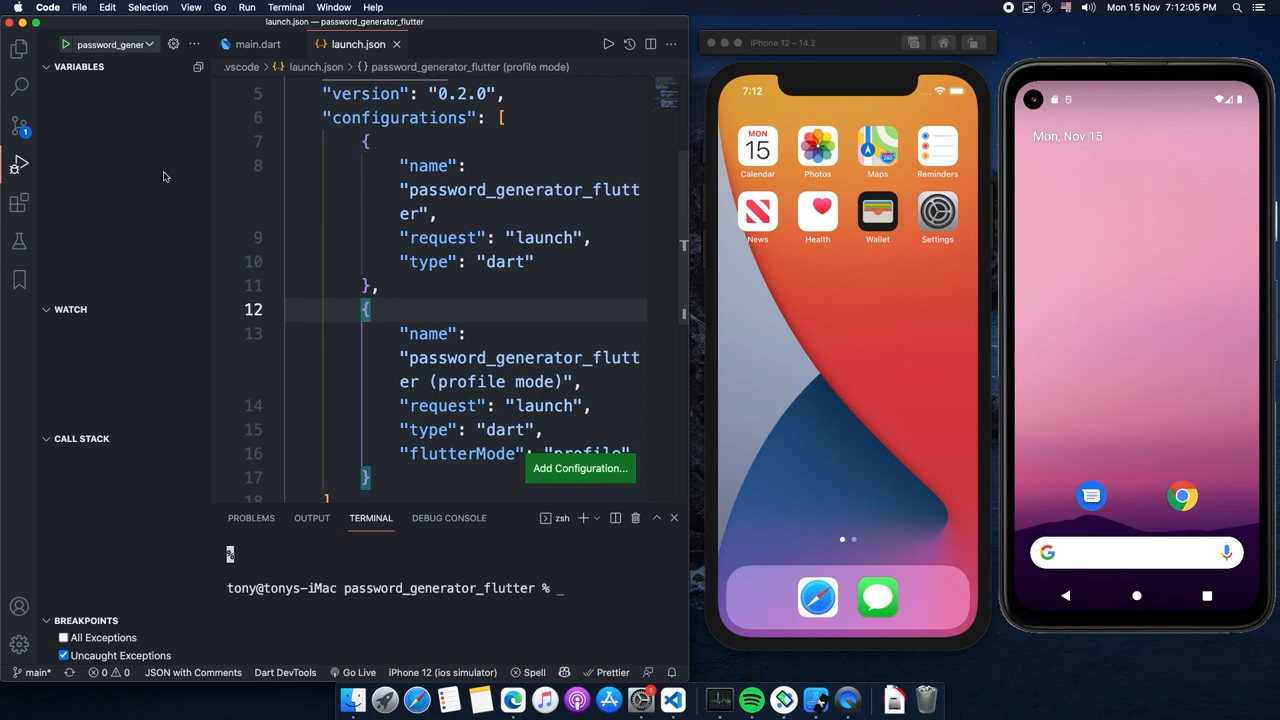 Code File Edit Selection View Go Run Terminal Window Help
Mon 15 Nov 7:12:05 PM
launch.json — password_generator_flutter
password_gener
main.dart
launch.json
VARIABLES
.vscode > launch.json > password_generator_flutter (profile mode)
5 "version": "0.2.0",
6 "configurations": [
7 {
8 "name":
"password_generator_flutt
er",
9 "request": "launch",
10 "type": "dart"
11 },
12 {
13 "name":
"password_generator_flutt
er (profile mode)",
14 "request": "launch",
15 "type": "dart",
16 "flutterMode": "profile"
17 }
18 ]
Add Configuration...
WATCH
CALL STACK
BREAKPOINTS
All Exceptions
Uncaught Exceptions
PROBLEMS OUTPUT TERMINAL DEBUG CONSOLE
zsh
%
tony@tonys-iMac password_generator_flutter %
main* 0 0 JSON with Comments Dart DevTools Go Live iPhone 12 (ios simulator) Spell Prettier
1
iPhone 12 – 14.2
7:12
MON
15
Calendar Photos Maps Reminders
News Health Wallet Settings
Mon, Nov 15
1